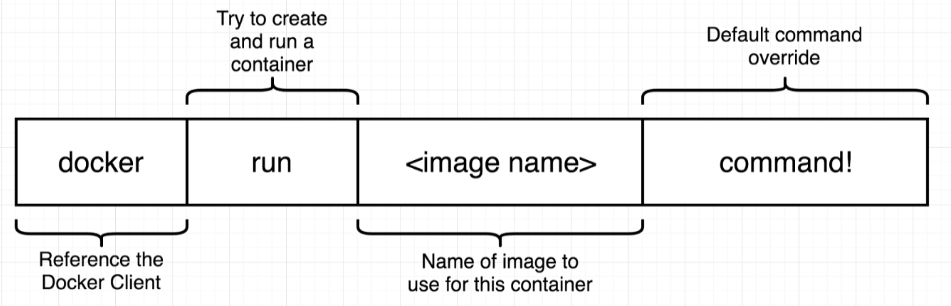 Try to create
and run a
container
Default command
override
docker
run
<image name>
command!
Reference the
Docker Client
Name of image to
use for this container